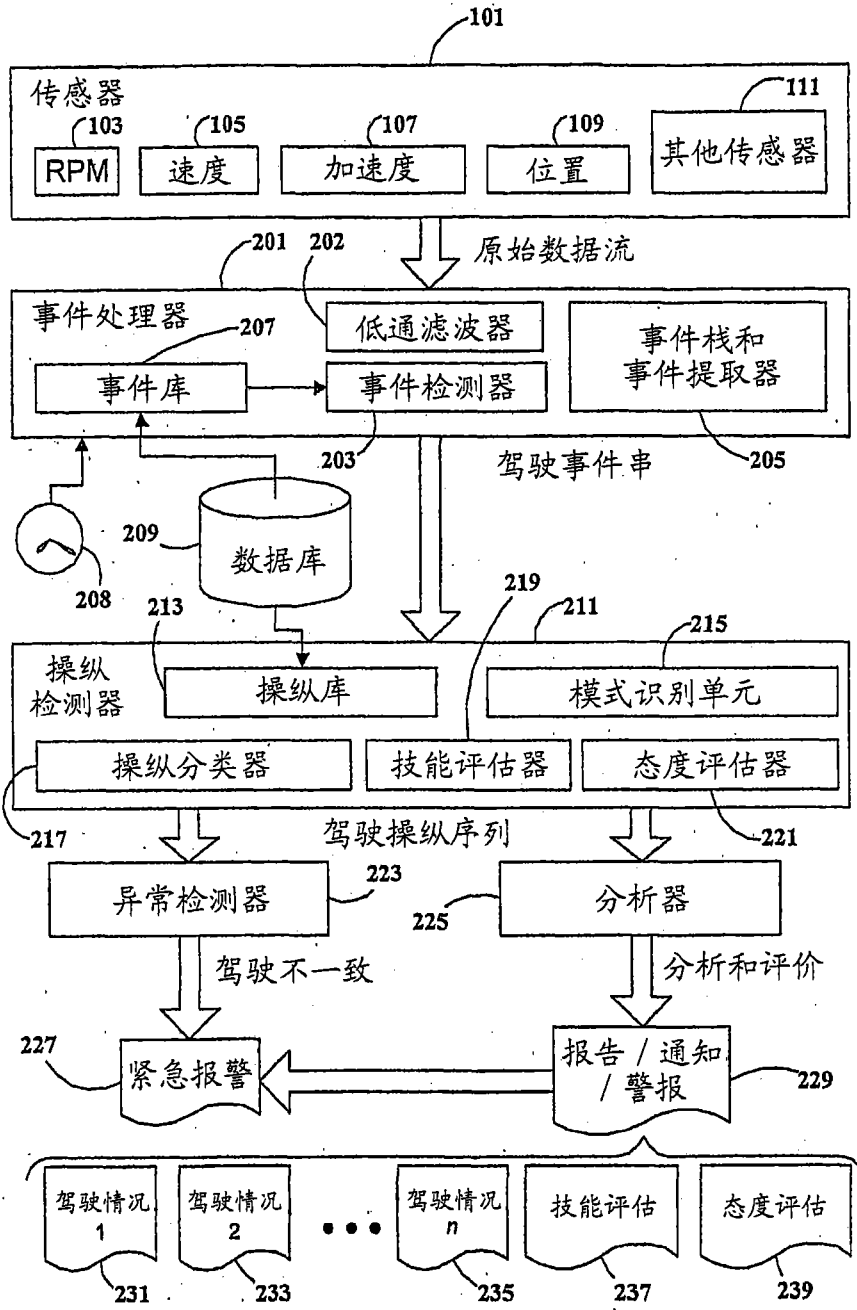 101
传感器
103
105
107
109
111
RPM
速度
加速度
位置
其他传感器
原始数据流
201
202
事件处理器
207
低通滤波器
事件栈和
事件提取器
事件库
事件检测器
203
205
驾驶事件串
209
数据库
208
213
219
211
215
操纵
检测器
操纵库
模式识别单元
操纵分类器
技能评估器
态度评估器
217
驾驶操纵序列
221
异常检测器
223
225
分析器
驾驶不一致
分析和评价
227
紧急报警
报告 / 通知
/ 警报
229
驾驶情况
1
驾驶情况
2
•••
驾驶情况
n
技能评估
态度评估
231
233
235
237
239